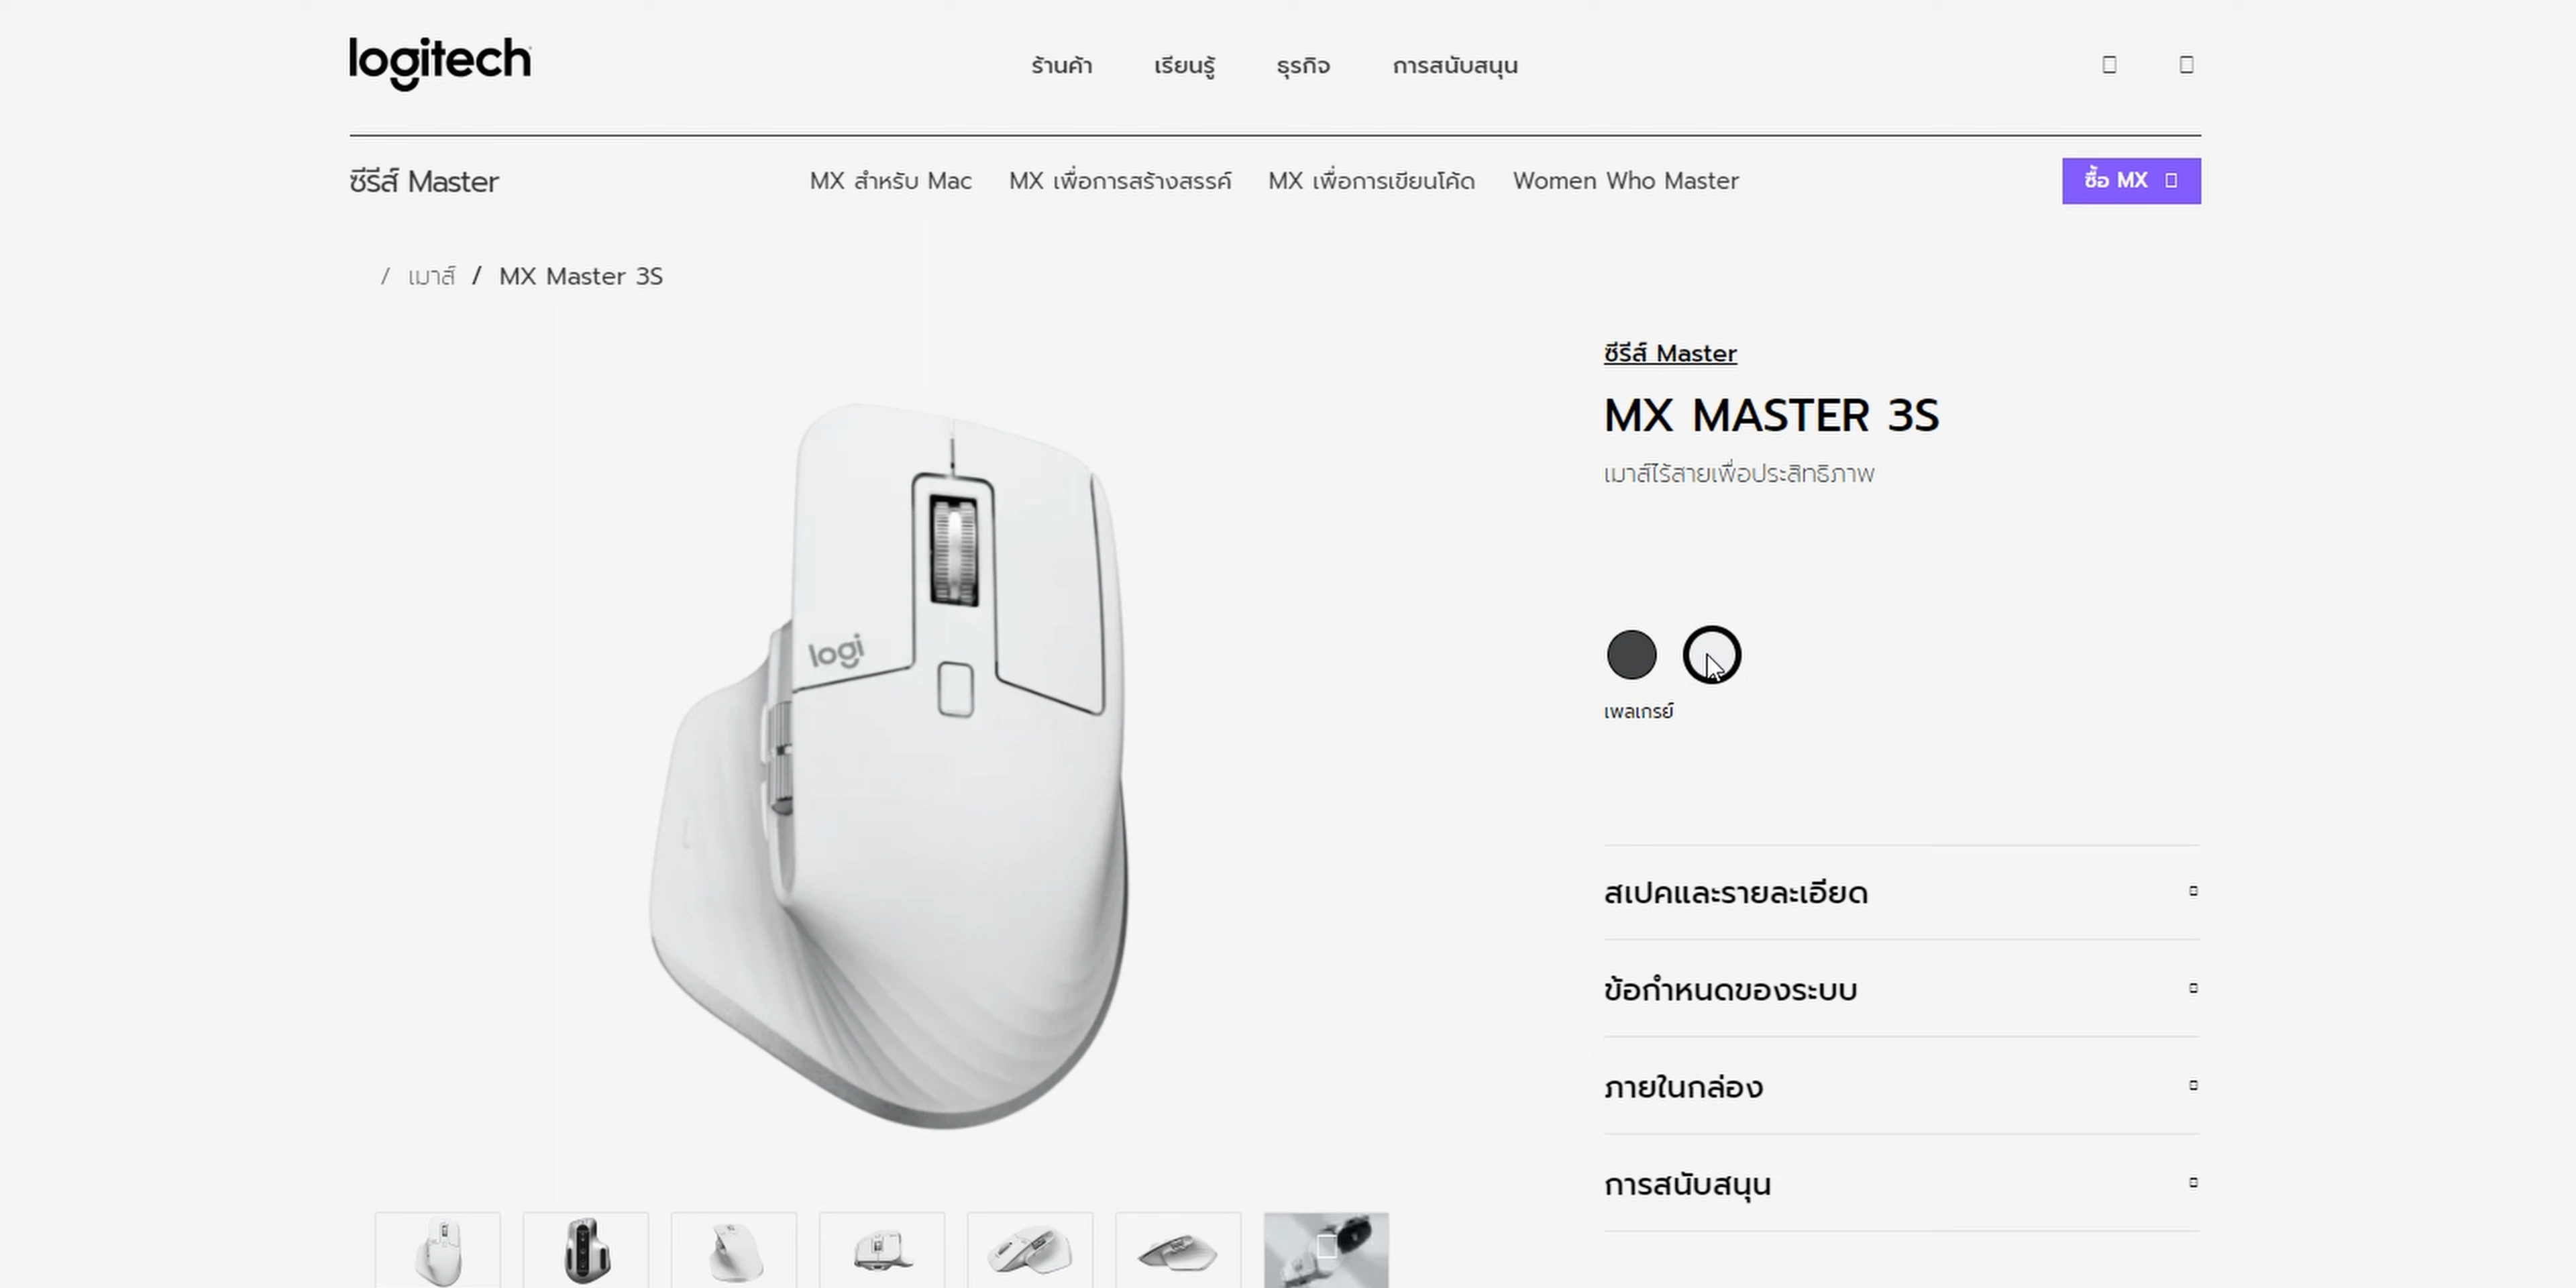 logitech
ร้านค้า เรียนรู้ ธุรกิจ การสนับสนุน
ซีรีส์ Master
MX สำหรับ Mac MX เพื่อการสร้างสรรค์ MX เพื่อการเขียนโค้ด Women Who Master
ซื้อ MX
/ เมาส์ / MX Master 3S
ซีรีส์ Master
MX MASTER 3S
เมาส์ไร้สายเพื่อประสิทธิภาพ
logi
เพลเกรย์
สเปคและรายละเอียด
ข้อกำหนดของระบบ
ภายในกล่อง
การสนับสนุน